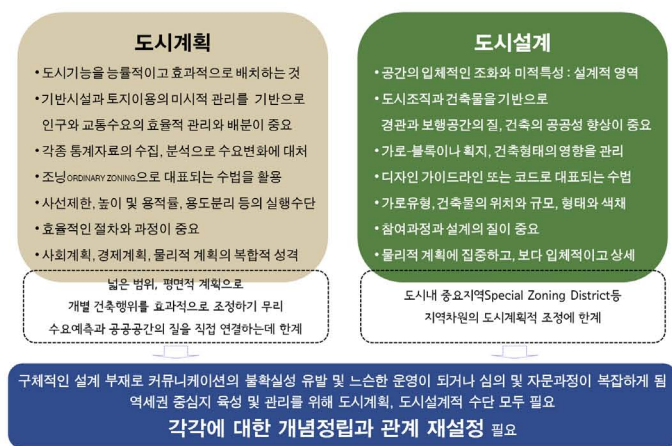 도시계획
• 도시기능을 능률적이고 효과적으로 배치하는 것
• 기반시설과 토지이용의 미시적 관리를 기반으로
인구와 교통수요의 효율적 관리와 배분이 중요
• 각종 통계자료의 수집, 분석으로 수요변화에 대처
• 조닝ORDINARY ZONING으로 대표되는 수법을 활용
• 사선제한, 높이 및 용적률, 용도분리 등의 실행수단
• 효율적인 절차와 과정이 중요
• 사회계획, 경제계획, 물리적 계획의 복합적 성격
넓은 범위, 평면적 계획으로
개별 건축행위를 효과적으로 조정하기 무리
수요예측과 공공공간의 질을 직접 연결하는데 한계
도시설계
• 공간의 입체적인 조화와 미적특성 : 설계적 영역
• 도시조직과 건축물을 기반으로
경관과 보행공간의 질, 건축의 공공성 향상이 중요
• 가로-블록이나 획지, 건축형태의 영향을 관리
• 디자인 가이드라인 또는 코드로 대표되는 수법
• 가로유형, 건축물의 위치와 규모, 형태와 색채
• 참여과정과 설계의 질이 중요
• 물리적 계획에 집중하고, 보다 입체적이고 상세
도시내 중요지역Special Zoning District등
지역차원의 도시계획적 조정에 한계
구체적인 설계 부재로 커뮤니케이션의 불확실성 유발 및 느슨한 운영이 되거나 심의 및 자문과정이 복잡하게 됨
역세권 중심지 육성 및 관리를 위해 도시계획, 도시설계적 수단 모두 필요
각각에 대한 개념정립과 관계 재설정 필요